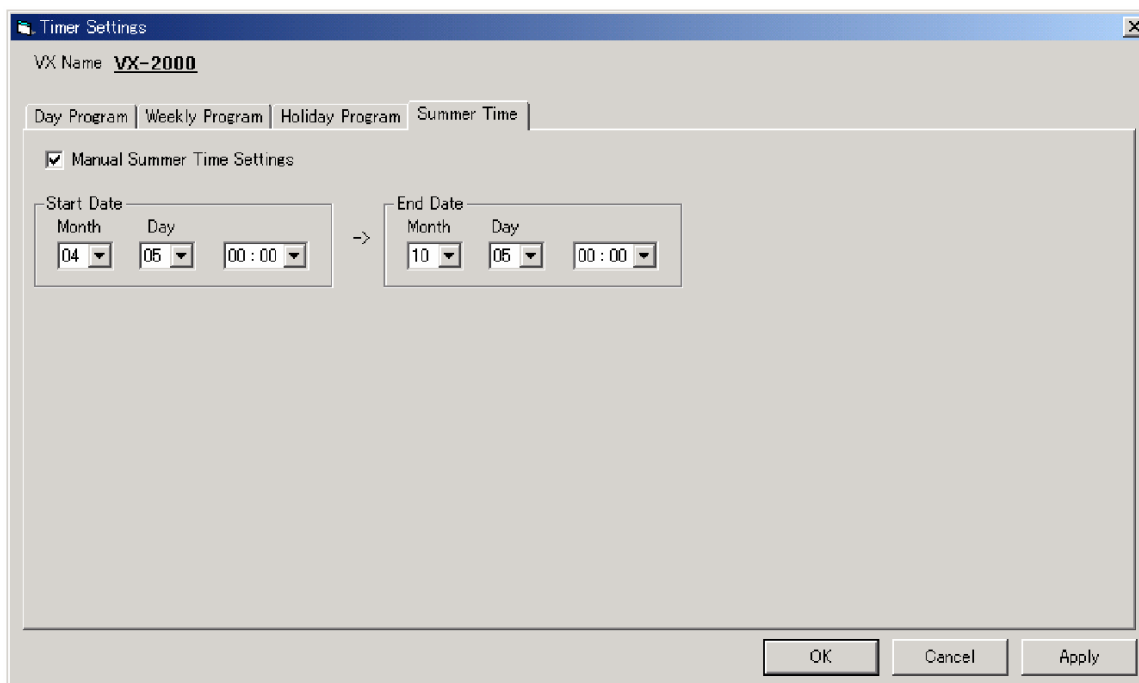 Timer Settings
VX Name VX-2000
Day Program Weekly Program Holiday Program Summer Time
Manual Summer Time Settings
Start Date End Date
Month Day Month Day
04 05 00 : 00 -> 10 05 00 : 00
OK Cancel Apply